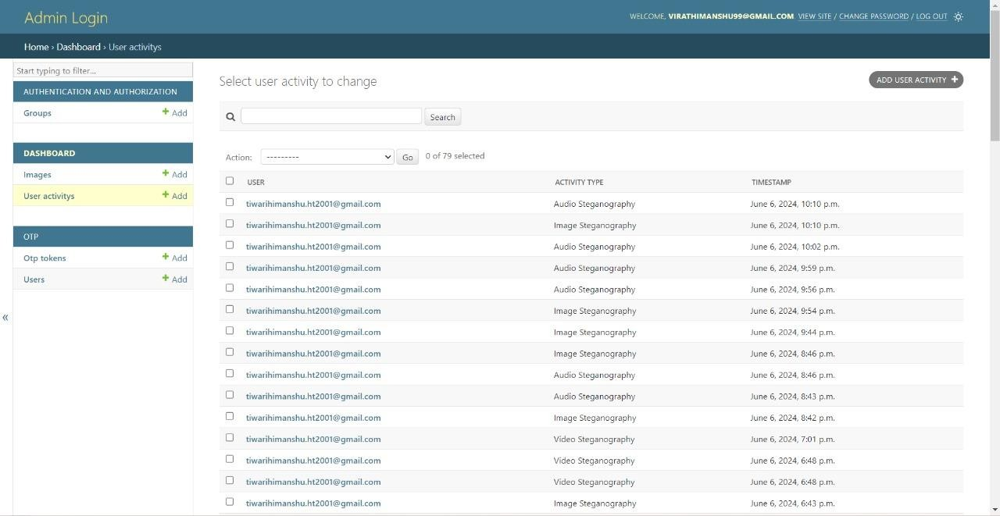 Admin Login
WELCOME, VIRATHIMANSHU99@GMAIL.COM. VIEW SITE / CHANGE PASSWORD / LOG OUT
Home › Dashboard › User activitys
Start typing to filter...
AUTHENTICATION AND AUTHORIZATION
Groups + Add
DASHBOARD
Images + Add
User activitys + Add
OTP
Otp tokens + Add
Users + Add
«
Select user activity to change
ADD USER ACTIVITY +
Search
Action: --------- Go 0 of 79 selected
USER ACTIVITY TYPE TIMESTAMP
tiwarihimanshu.ht2001@gmail.com Audio Steganography June 6, 2024, 10:10 p.m.
tiwarihimanshu.ht2001@gmail.com Image Steganography June 6, 2024, 10:10 p.m.
tiwarihimanshu.ht2001@gmail.com Audio Steganography June 6, 2024, 10:02 p.m.
tiwarihimanshu.ht2001@gmail.com Audio Steganography June 6, 2024, 9:59 p.m.
tiwarihimanshu.ht2001@gmail.com Audio Steganography June 6, 2024, 9:56 p.m.
tiwarihimanshu.ht2001@gmail.com Image Steganography June 6, 2024, 9:54 p.m.
tiwarihimanshu.ht2001@gmail.com Image Steganography June 6, 2024, 9:44 p.m.
tiwarihimanshu.ht2001@gmail.com Image Steganography June 6, 2024, 8:46 p.m.
tiwarihimanshu.ht2001@gmail.com Audio Steganography June 6, 2024, 8:46 p.m.
tiwarihimanshu.ht2001@gmail.com Audio Steganography June 6, 2024, 8:43 p.m.
tiwarihimanshu.ht2001@gmail.com Image Steganography June 6, 2024, 8:42 p.m.
tiwarihimanshu.ht2001@gmail.com Video Steganography June 6, 2024, 7:01 p.m.
tiwarihimanshu.ht2001@gmail.com Video Steganography June 6, 2024, 6:48 p.m.
tiwarihimanshu.ht2001@gmail.com Video Steganography June 6, 2024, 6:48 p.m.
tiwarihimanshu.ht2001@gmail.com Image Steganography June 6, 2024, 6:43 p.m.